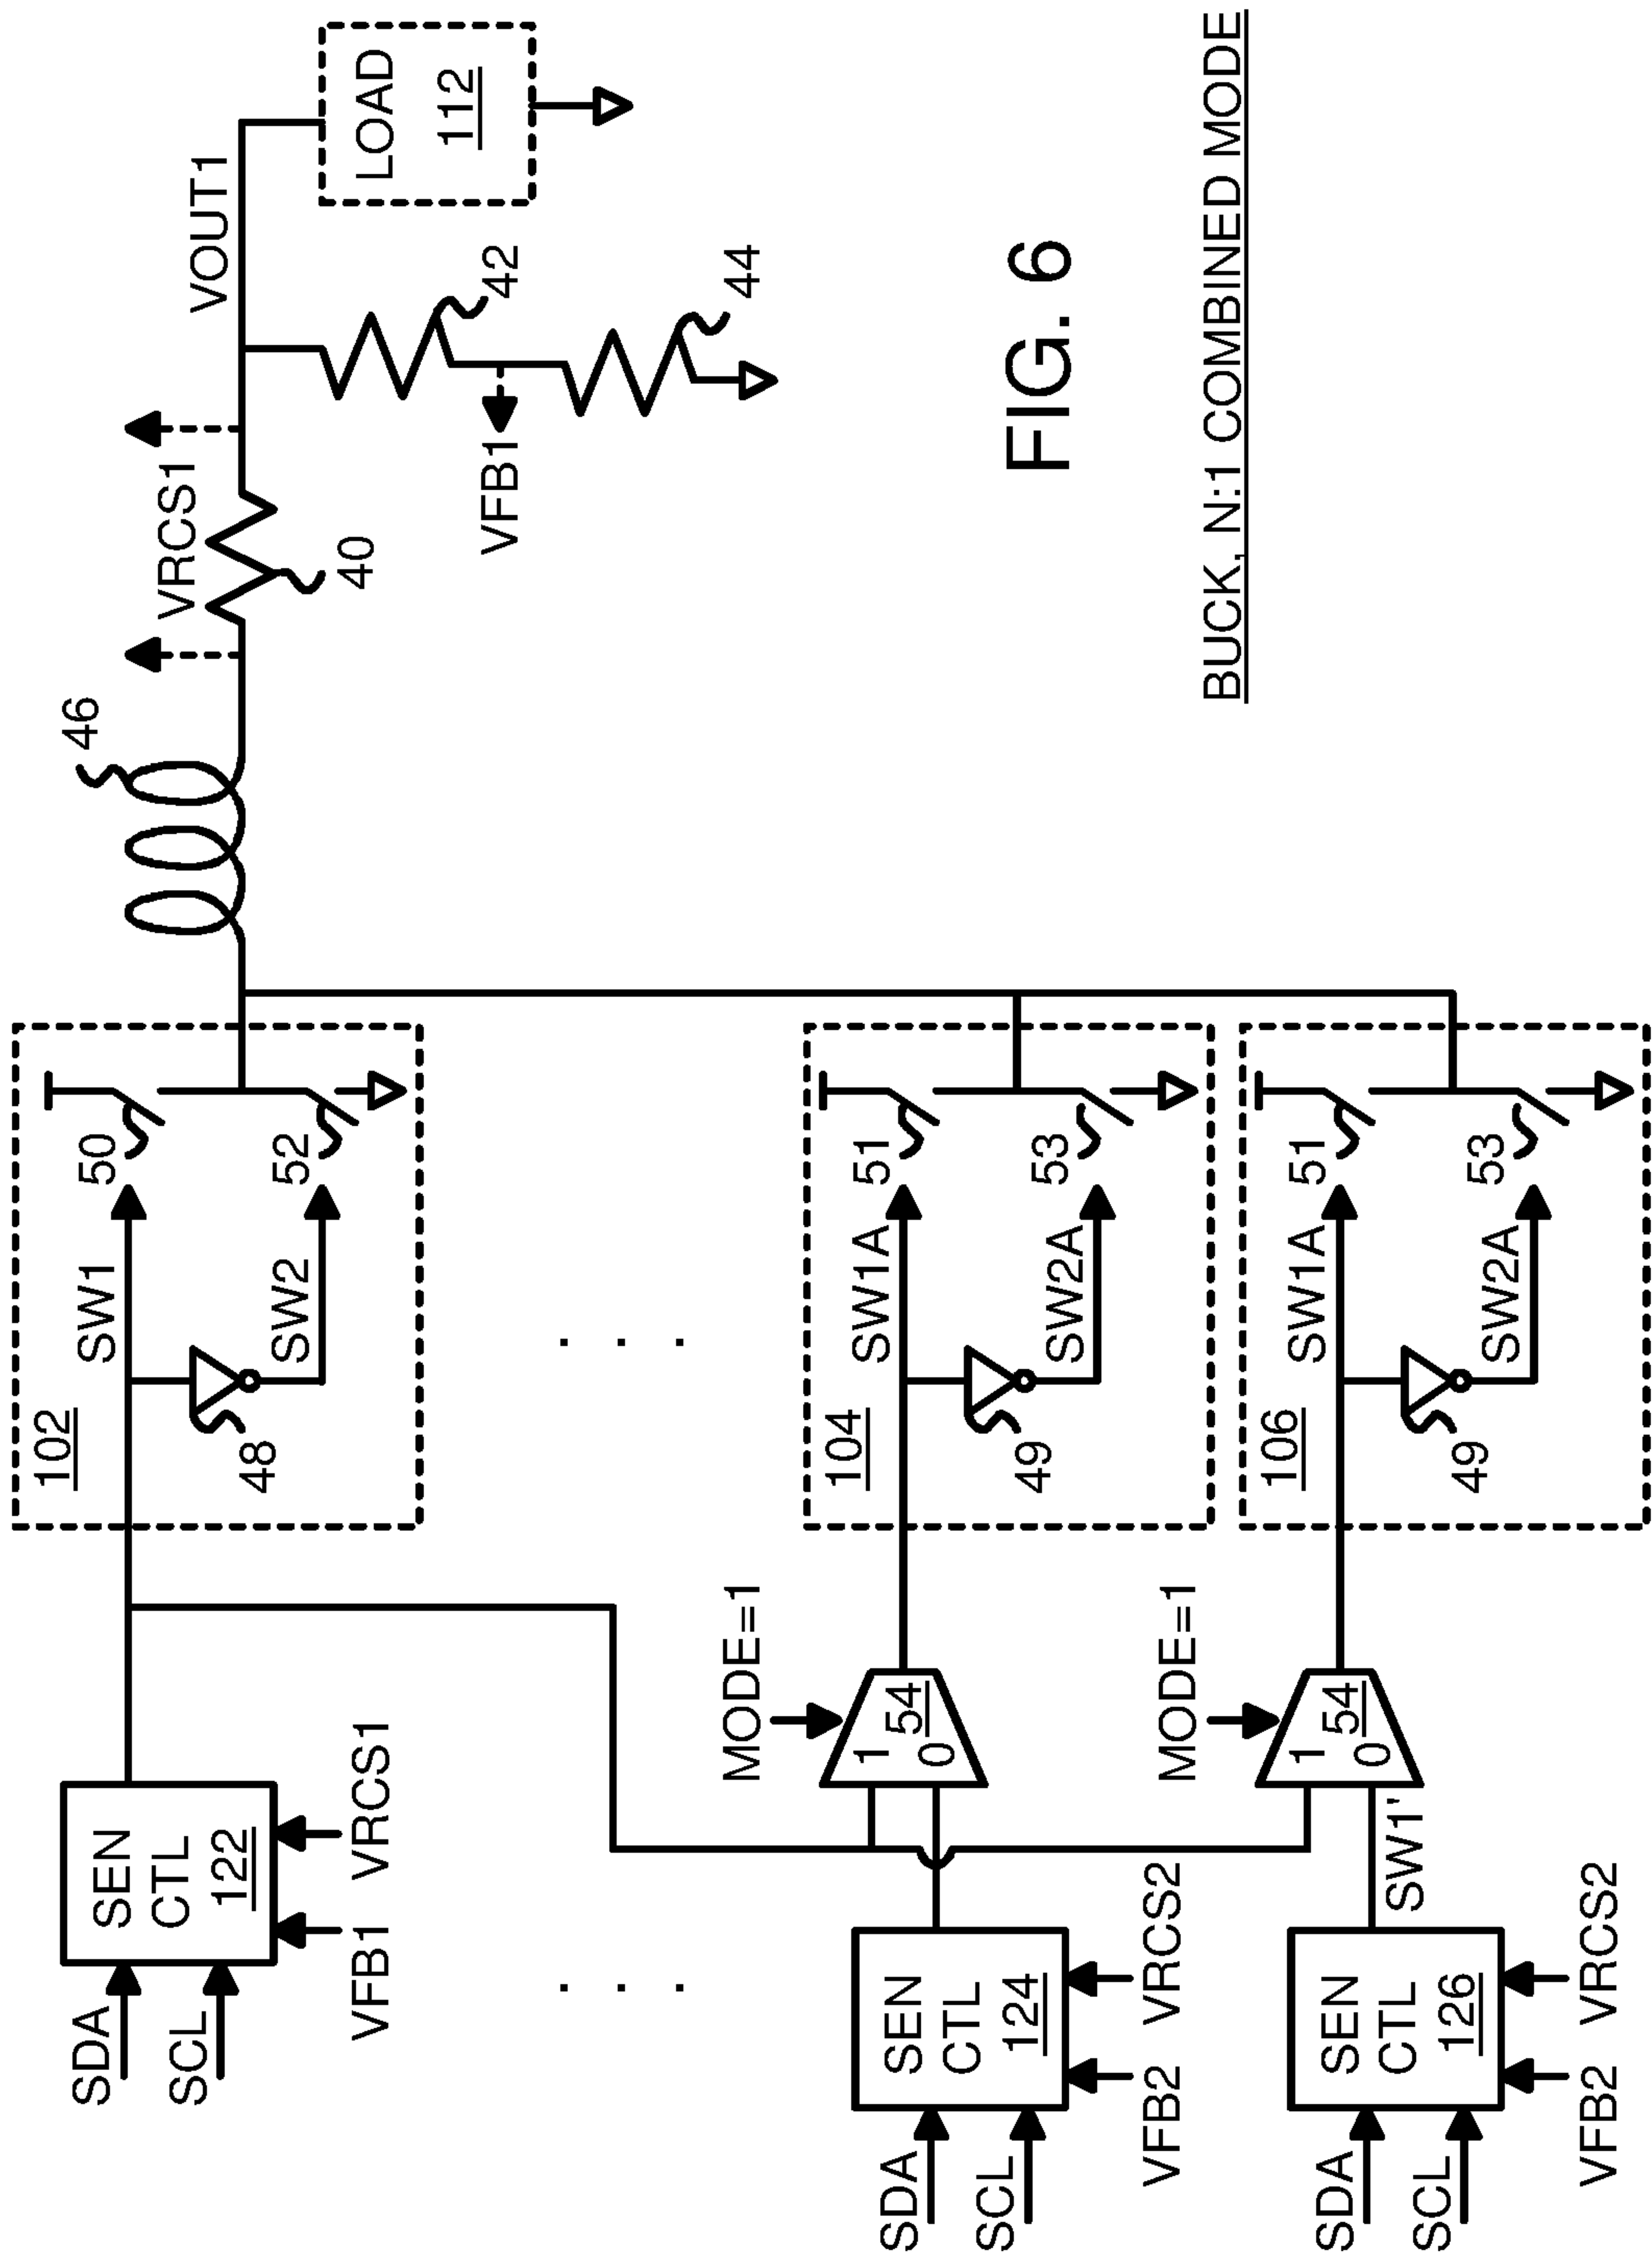 SDA
SCL
SEN
CTL
122
VFB1
VRCS1
102
48
SW1
SW2
50
52
46
VRCS1
40
VOUT1
VFB1
42
44
LOAD
112
. . .
. . .
SDA
SCL
SEN
CTL
124
VFB2
VRCS2
MODE=1
1
0
54
104
49
SW1A
SW2A
51
53
SDA
SCL
SEN
CTL
126
VFB2
VRCS2
SW1'
MODE=1
1
0
54
106
49
SW1A
SW2A
51
53
FIG. 6
BUCK, N:1 COMBINED MODE